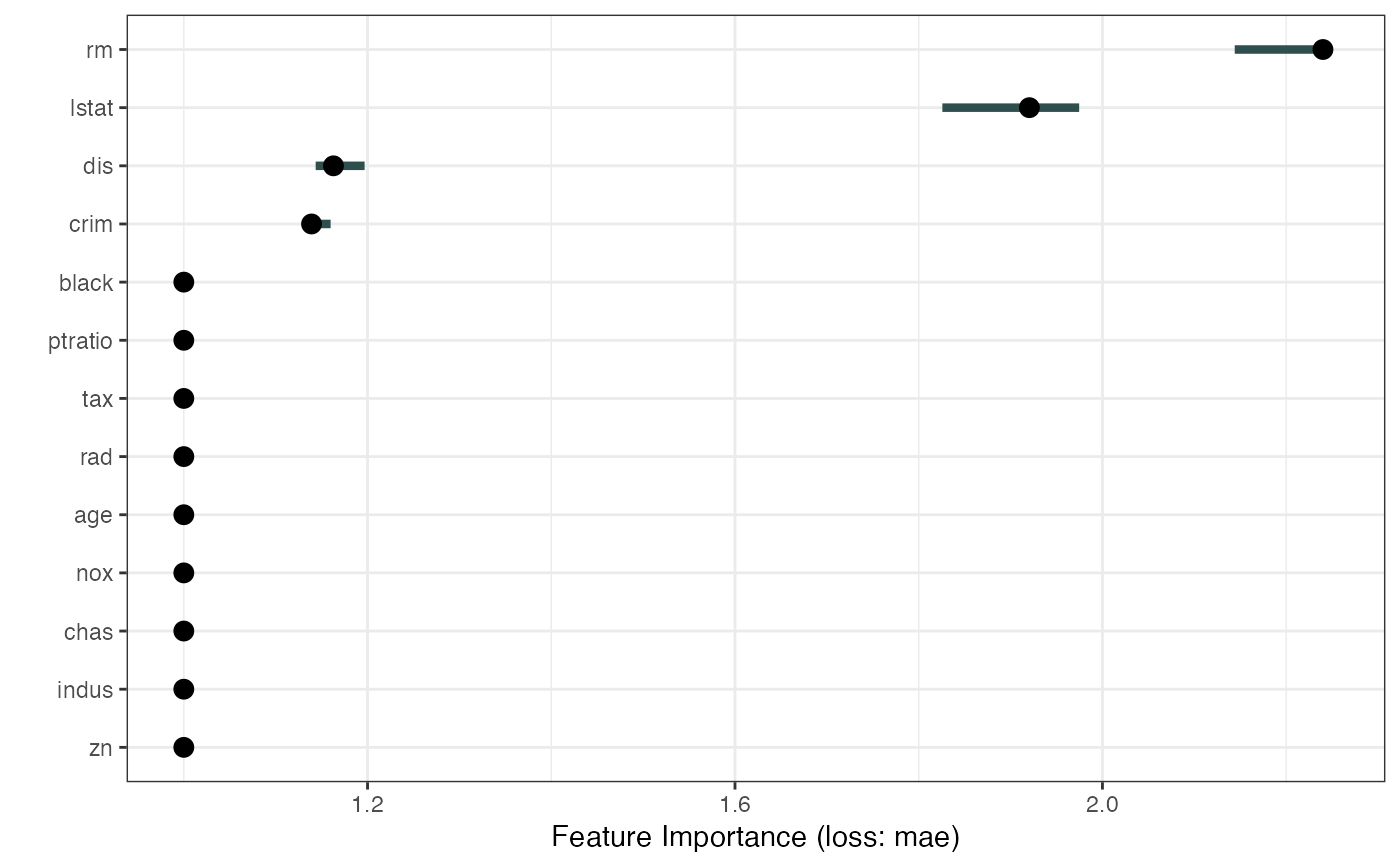 rm
lstat
dis
crim
black
ptratio
tax
rad
age
nox
chas
indus
zn
1.2 1.6 2.0
Feature Importance (loss: mae)